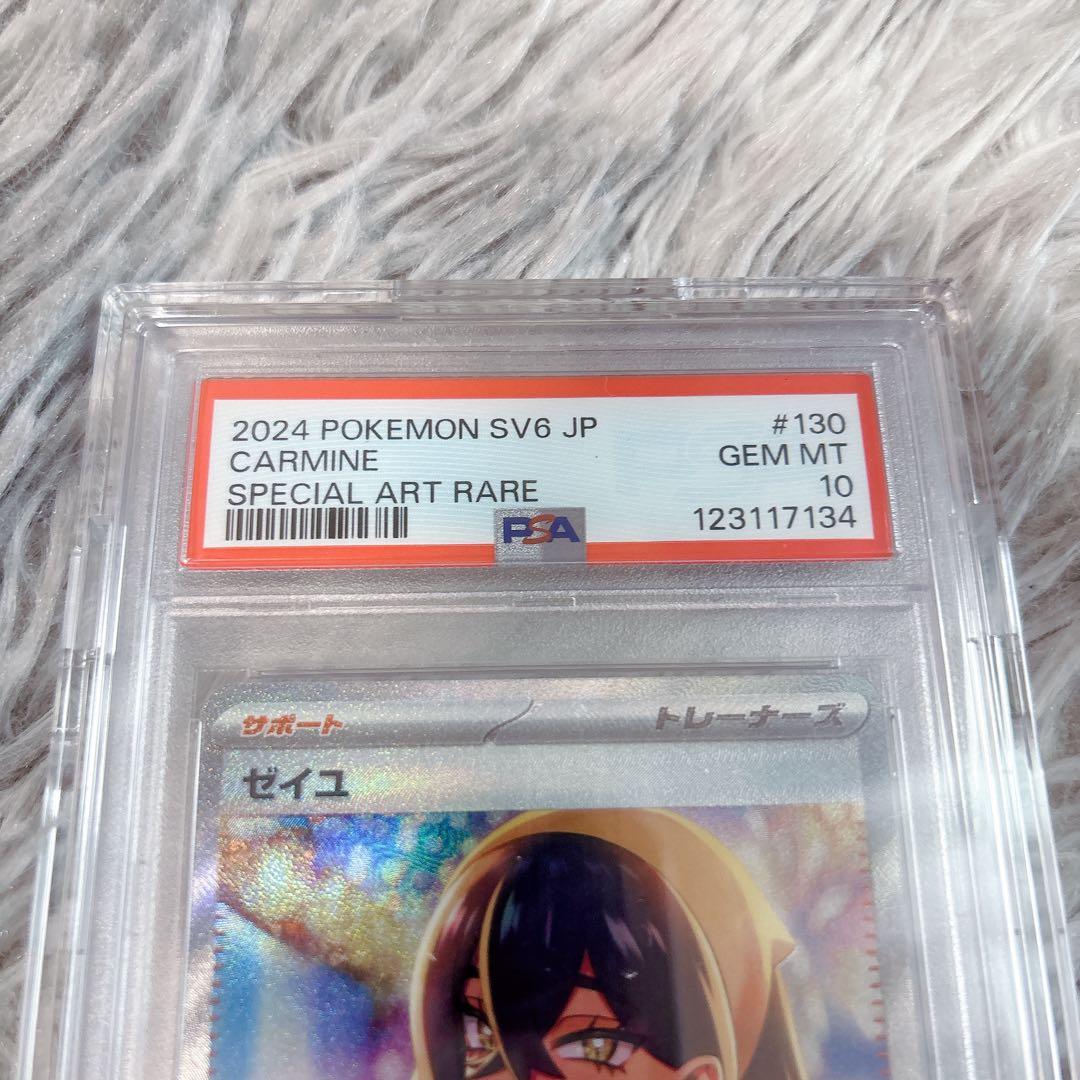 2024 POKEMON SV6 JP #130
CARMINE GEM MT
SPECIAL ART RARE 10
PSA 123117134
サポート トレーナーズ
ゼイユ